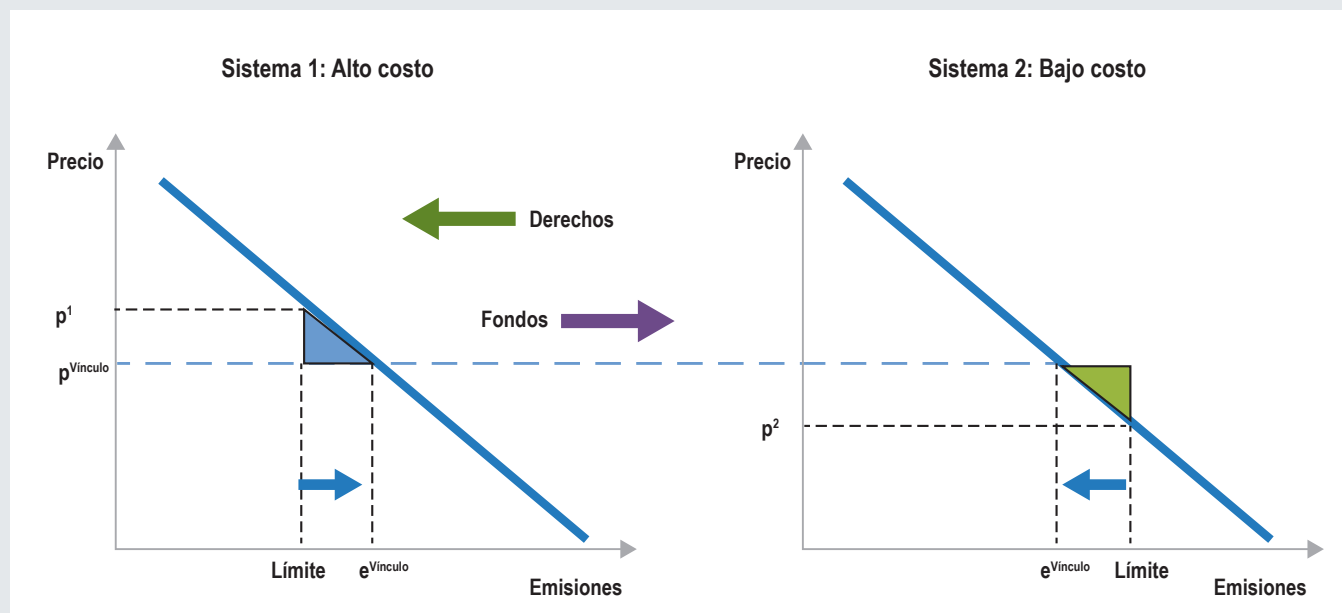 Sistema 1: Alto costo
Precio
p¹
pVínculo
Límite
eVínculo
Emisiones
Derechos
Fondos
Sistema 2: Bajo costo
Precio
p²
eVínculo
Límite
Emisiones